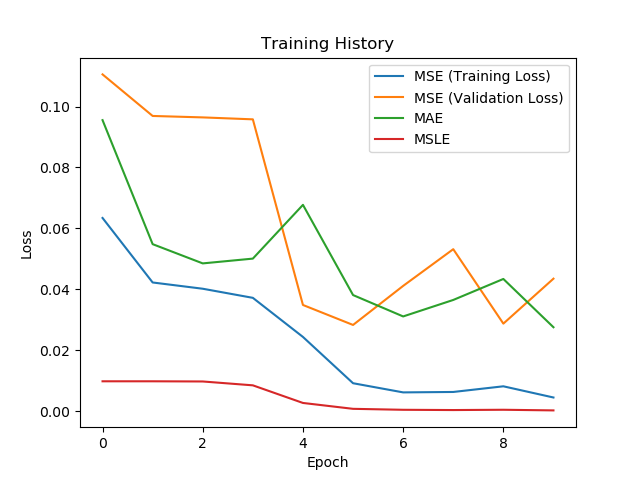 Training History
MSE (Training Loss)
MSE (Validation Loss)
MAE
MSLE
0.10
0.08
0.06
0.04
0.02
0.00
Loss
0 2 4 6 8
Epoch